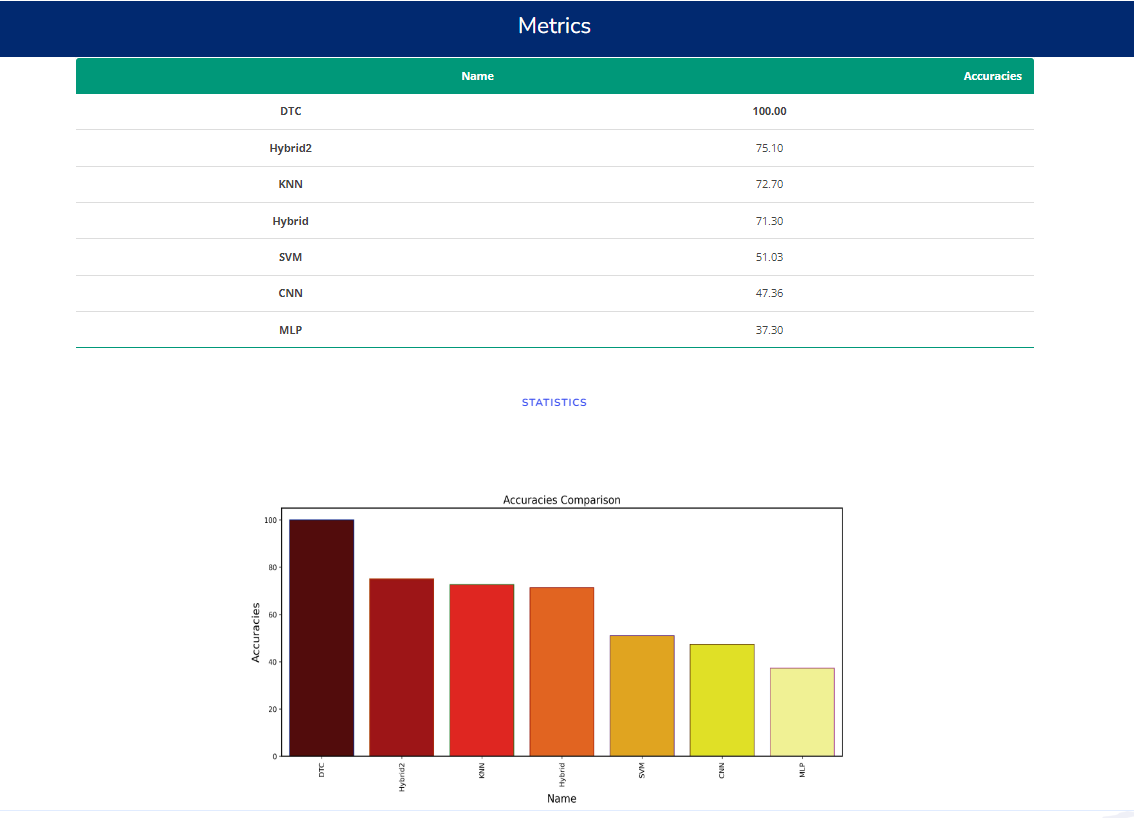 Metrics
Name Accuracies
DTC 100.00
Hybrid2 75.10
KNN 72.70
Hybrid 71.30
SVM 51.03
CNN 47.36
MLP 37.30
STATISTICS
Accuracies Comparison
100
80
60
40
20
0
Accuracies
DTC Hybrid2 KNN Hybrid SVM CNN MLP
Name